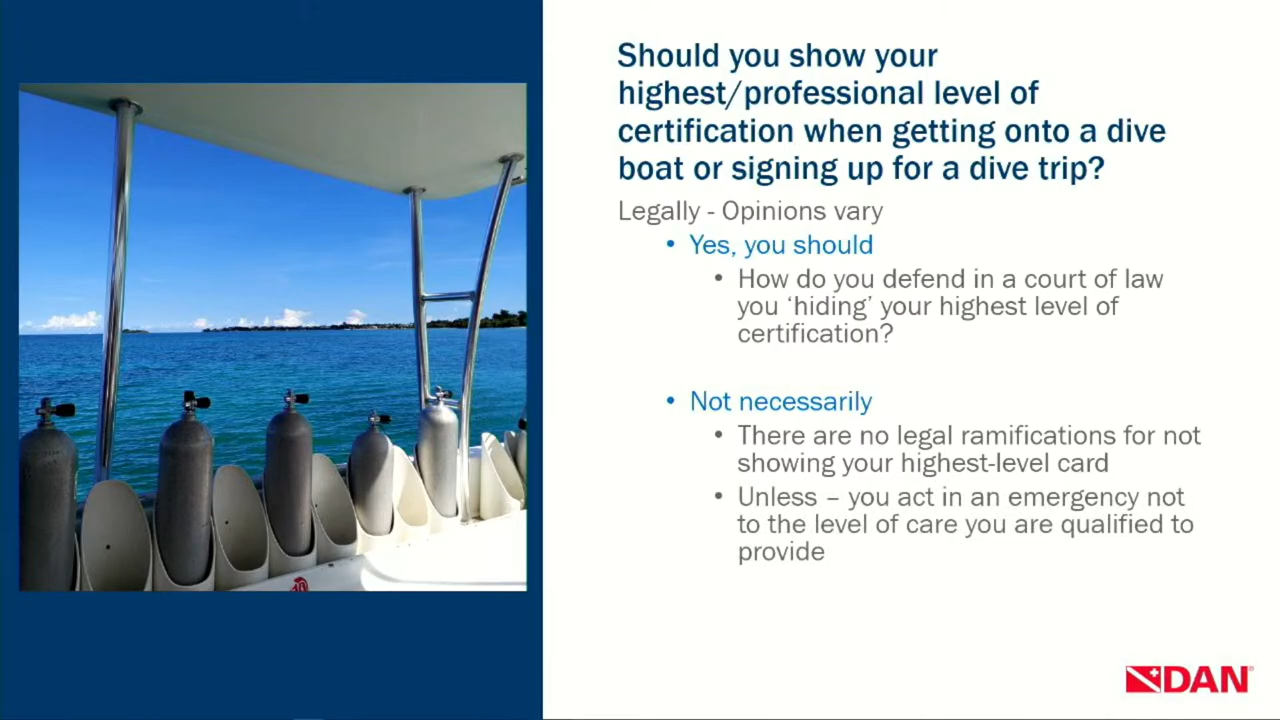 Should you show your
highest/professional level of
certification when getting onto a dive
boat or signing up for a dive trip?
Legally - Opinions vary
• Yes, you should
• How do you defend in a court of law
you ‘hiding’ your highest level of
certification?
• Not necessarily
• There are no legal ramifications for not
showing your highest-level card
• Unless – you act in an emergency not
to the level of care you are qualified to
provide
DAN